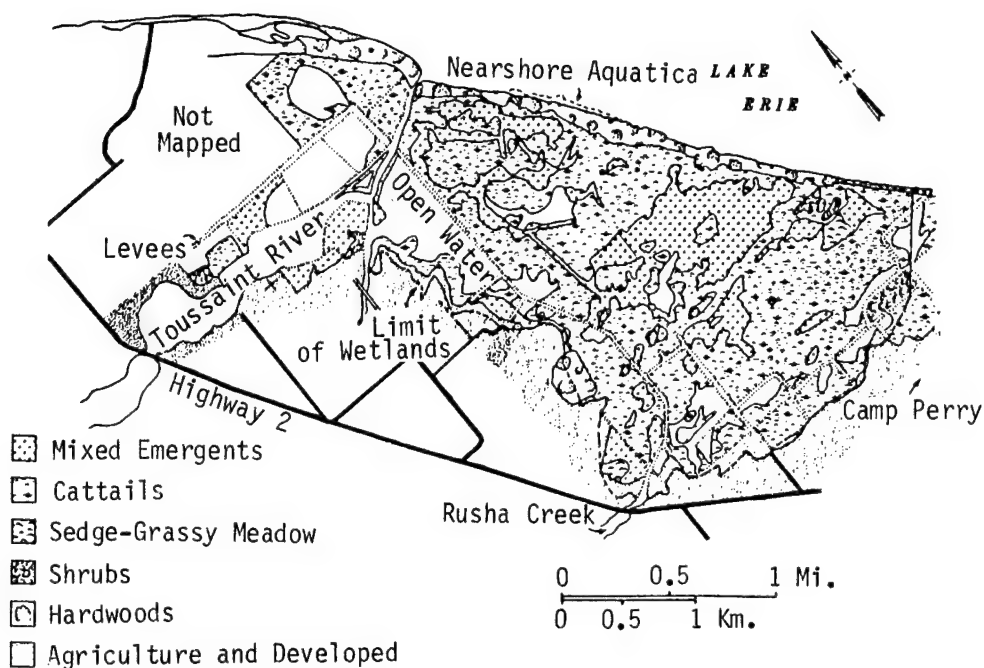 Nearshore Aquatica LAKE
ERIE
Not
Mapped
Open Water
Levees
Toussaint River
Limit
of Wetlands
Highway 2
Camp Perry
Rusha Creek
Mixed Emergents
Cattails
Sedge-Grassy Meadow
Shrubs
Hardwoods
Agriculture and Developed
0 0.5 1 Mi.
0 0.5 1 Km.